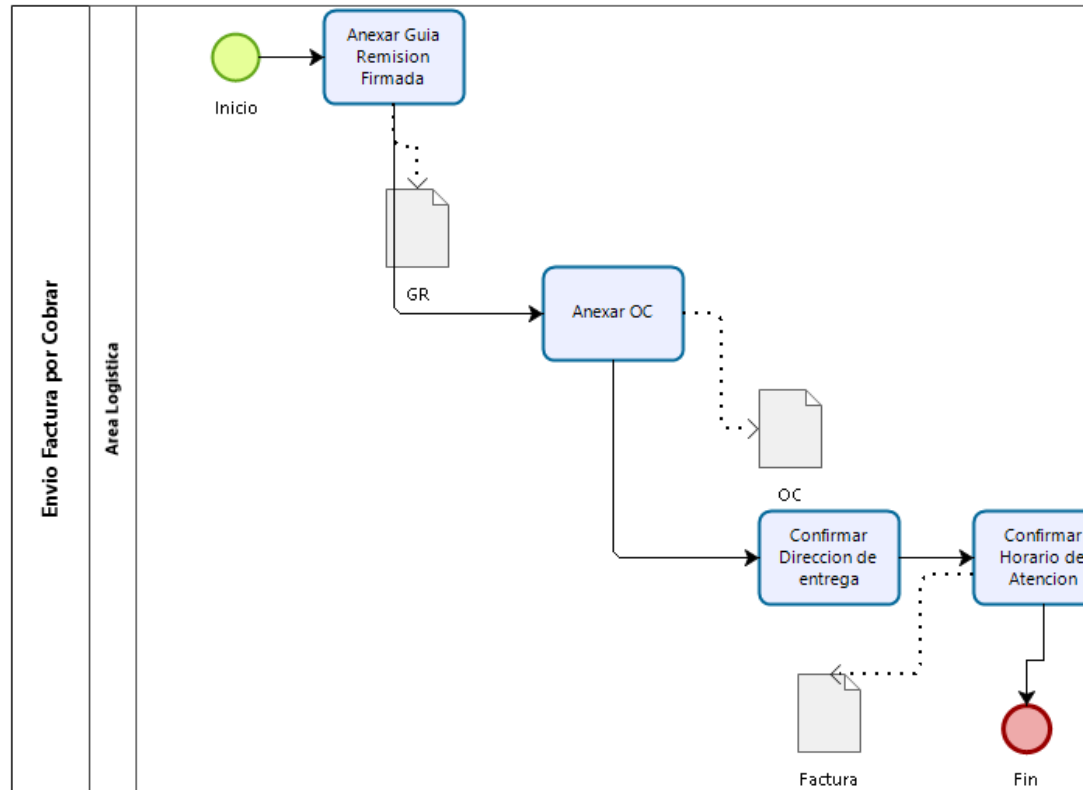 Envio Factura por Cobrar
Area Logistica
Inicio
Anexar Guia
Remision
Firmada
GR
Anexar OC
OC
Confirmar
Direccion de
entrega
Confirmar
Horario de
Atencion
Factura
Fin